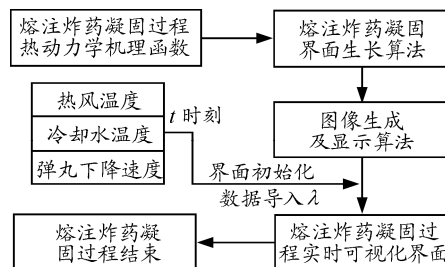 熔注炸药凝固过程
热动力学机理函数
熔注炸药凝固
界面生长算法
热风温度
冷却水温度
弹丸下降速度
t 时刻
图像生成
及显示算法
界面初始化
数据导入λ
熔注炸药凝
固过程结束
熔注炸药凝固过
程实时可视化界面